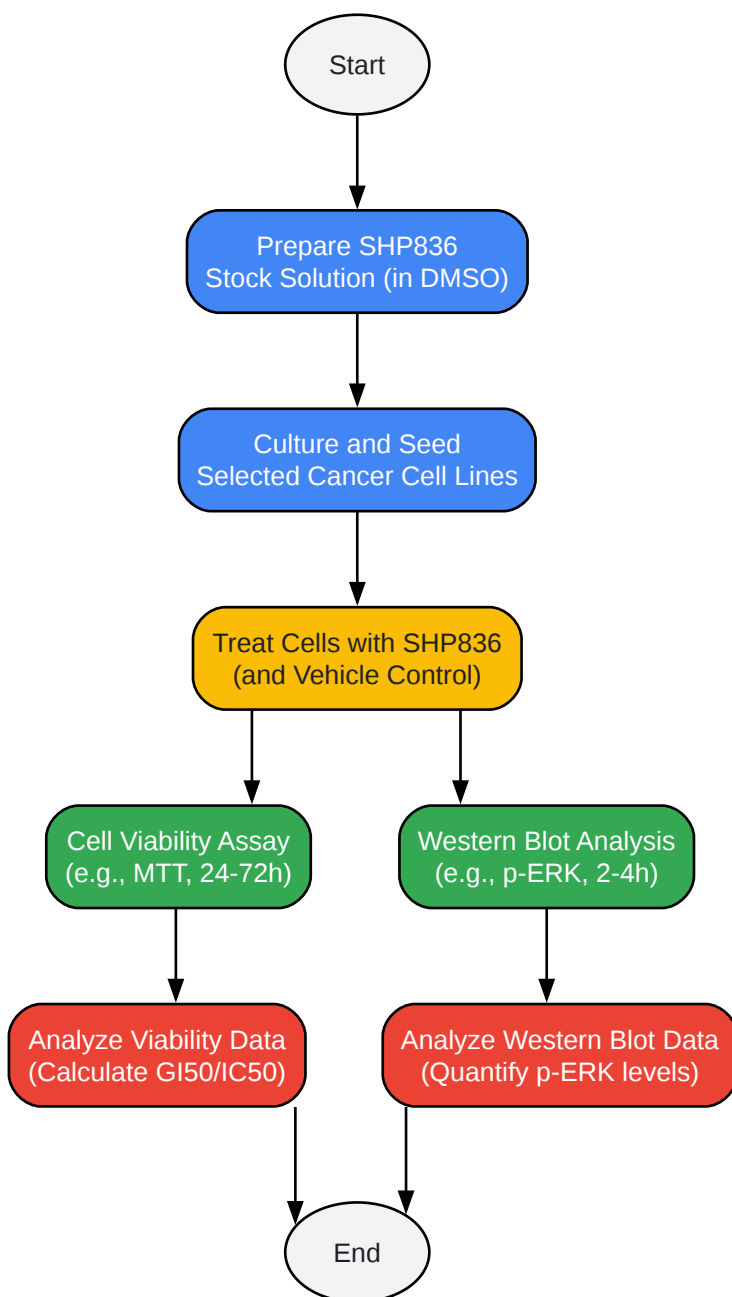 Start
Prepare SHP836
Stock Solution (in DMSO)
Culture and Seed
Selected Cancer Cell Lines
Treat Cells with SHP836
(and Vehicle Control)
Cell Viability Assay
(e.g., MTT, 24-72h)
Western Blot Analysis
(e.g., p-ERK, 2-4h)
Analyze Viability Data
(Calculate GI50/IC50)
Analyze Western Blot Data
(Quantify p-ERK levels)
End